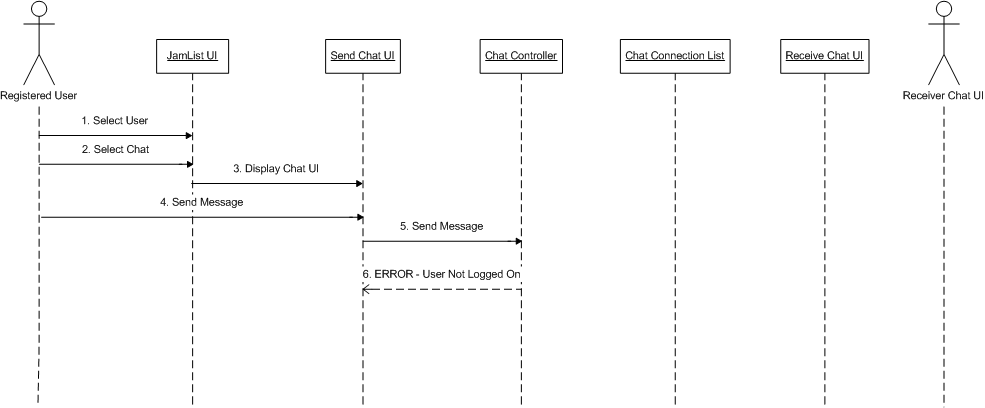 JamList UI
Send Chat UI
Chat Controller
Chat Connection List
Receive Chat UI
Registered User
Receiver Chat UI
1. Select User
2. Select Chat
3. Display Chat UI
4. Send Message
5. Send Message
6. ERROR - User Not Logged On